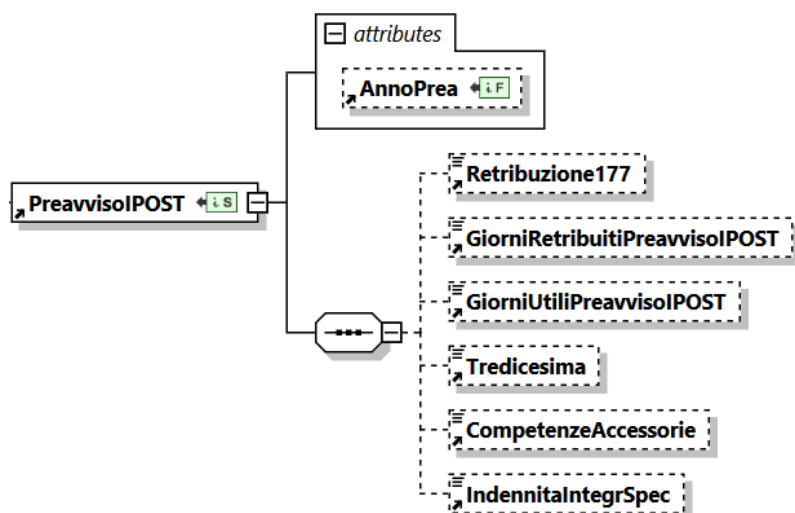 attributes
AnnoPrea i F
PreavvisoIPOST i S
Retribuzione177
GiorniRetribuitiPreavvisoIPOST
GiorniUtiliPreavvisoIPOST
Tredicesima
CompetenzeAccessorie
IndennitaIntegrSpec